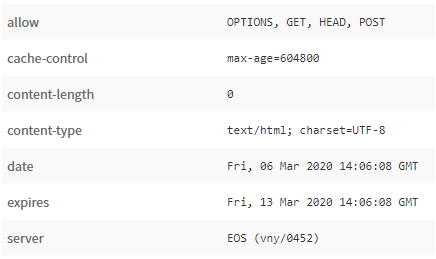 allow OPTIONS, GET, HEAD, POST
cache-control max-age=604800
content-length 0
content-type text/html; charset=UTF-8
date Fri, 06 Mar 2020 14:06:08 GMT
expires Fri, 13 Mar 2020 14:06:08 GMT
server EOS (vny/0452)